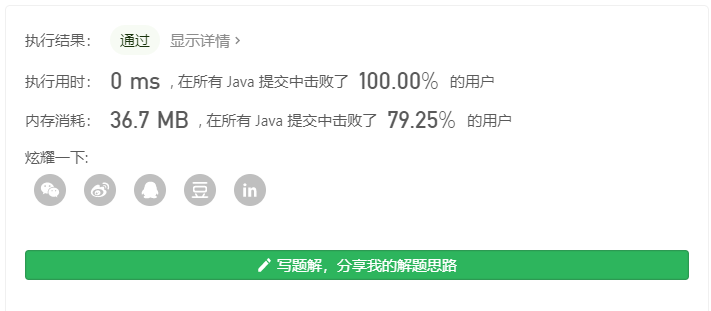 执行结果： 通过 显示详情 >
执行用时： 0 ms , 在所有 Java 提交中击败了 100.00% 的用户
内存消耗： 36.7 MB , 在所有 Java 提交中击败了 79.25% 的用户
炫耀一下:
豆 in
写题解，分享我的解题思路